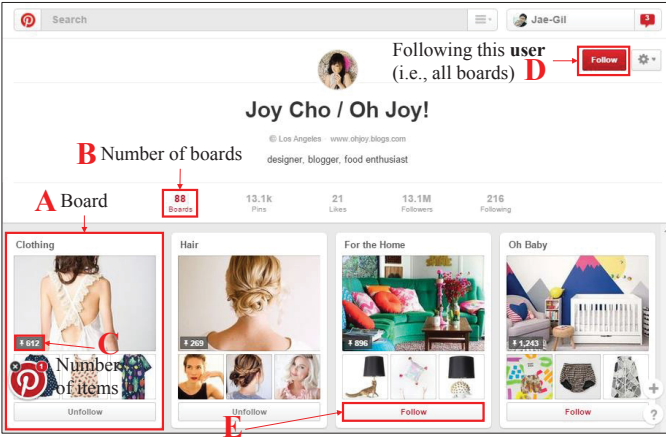 Search
Jae-Gil
3
Following this user
(i.e., all boards) D
Follow
Joy Cho / Oh Joy!
Los Angeles www.ohjoy.blogs.com
designer, blogger, food enthusiast
B Number of boards
A Board
88 13.1k 21 13.1M 216
Boards Pins Likes Followers Following
Clothing Hair For the Home Oh Baby
612 269 896 1,243
C
Number
of items
1
Unfollow Unfollow Follow Follow
E
+
?